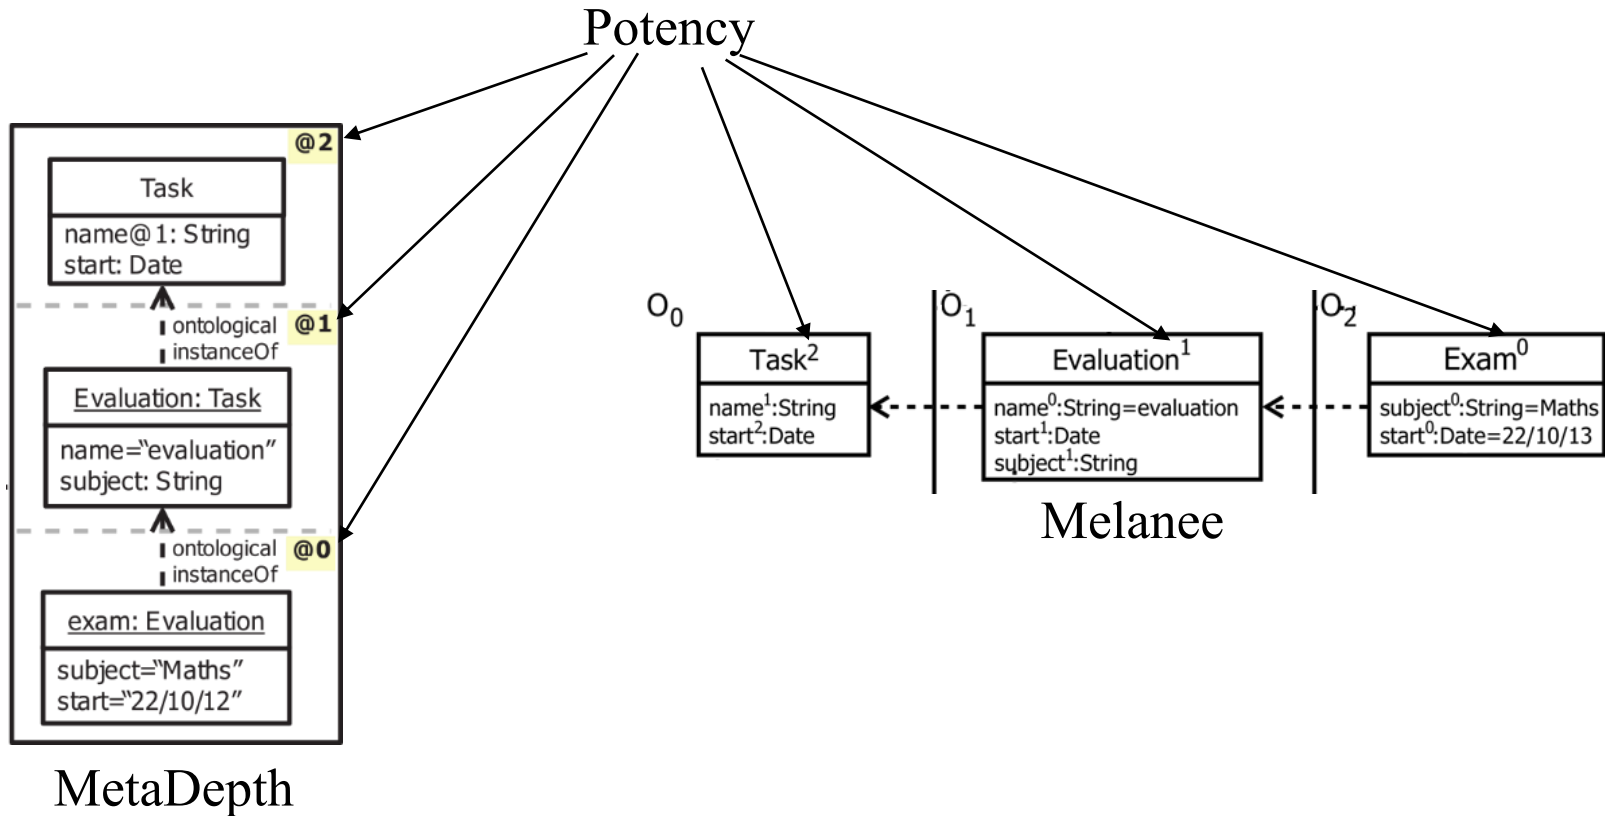 Potency
@2
Task
name@1: String
start: Date
ontological
instanceOf
@1
Evaluation: Task
name=“evaluation”
subject: String
ontological
instanceOf
@0
exam: Evaluation
subject=“Maths”
start=“22/10/12”
MetaDepth
O₀
Task²
name¹:String
start²:Date
O₁
Evaluation¹
name⁰:String=evaluation
start¹:Date
subject¹:String
O₂
Exam⁰
subject⁰:String=Maths
start⁰:Date=22/10/13
Melanee